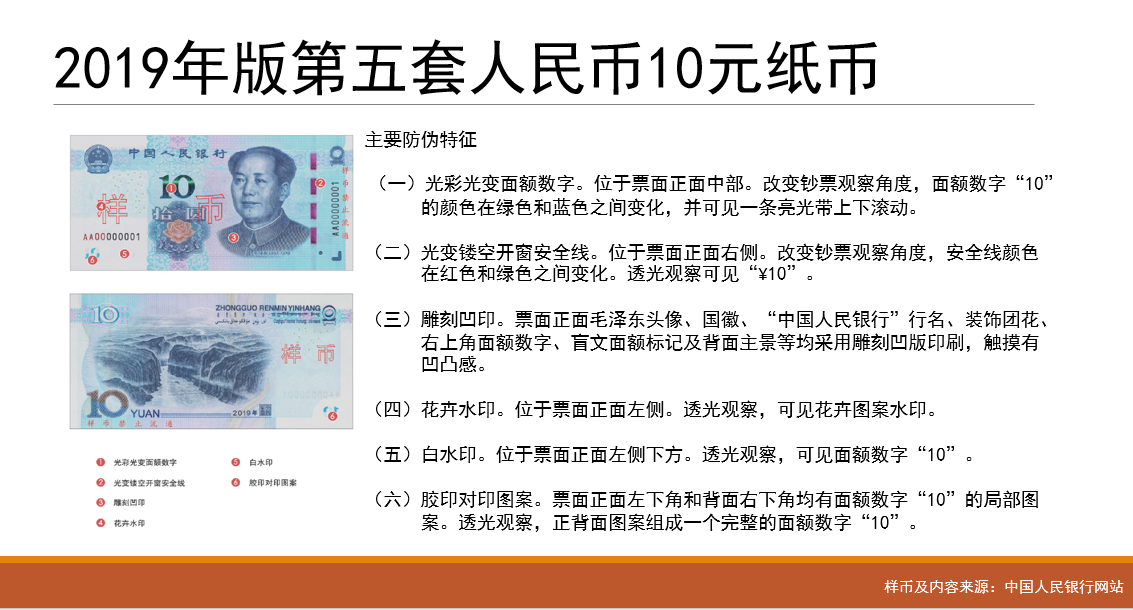 2019年版第五套人民币10元纸币
中国人民银行
10
10
样 币
拾圆
AA00000001
AA00000001
样币禁止流通
主要防伪特征
（一）光彩光变面额数字。位于票面正面中部。改变钞票观察角度，面额数字“10”
的颜色在绿色和蓝色之间变化，并可见一条亮光带上下滚动。
（二）光变镂空开窗安全线。位于票面正面右侧。改变钞票观察角度，安全线颜色
在红色和绿色之间变化。透光观察可见“¥10”。
（三）雕刻凹印。票面正面毛泽东头像、国徽、“中国人民银行”行名、装饰团花、
右上角面额数字、盲文面额标记及背面主景等均采用雕刻凹版印刷，触摸有
凹凸感。
（四）花卉水印。位于票面正面左侧。透光观察，可见花卉图案水印。
（五）白水印。位于票面正面左侧下方。透光观察，可见面额数字“10”。
（六）胶印对印图案。票面正面左下角和背面右下角均有面额数字“10”的局部图
案。透光观察，正背面图案组成一个完整的面额数字“10”。
10
ZHONGGUO RENMIN YINHANG
10
样 币
10 YUAN
2019年
样币禁止流通
1 光彩光变面额数字
2 光变镂空开窗安全线
3 雕刻凹印
4 花卉水印
5 白水印
6 胶印对印图案
样币及内容来源：中国人民银行网站